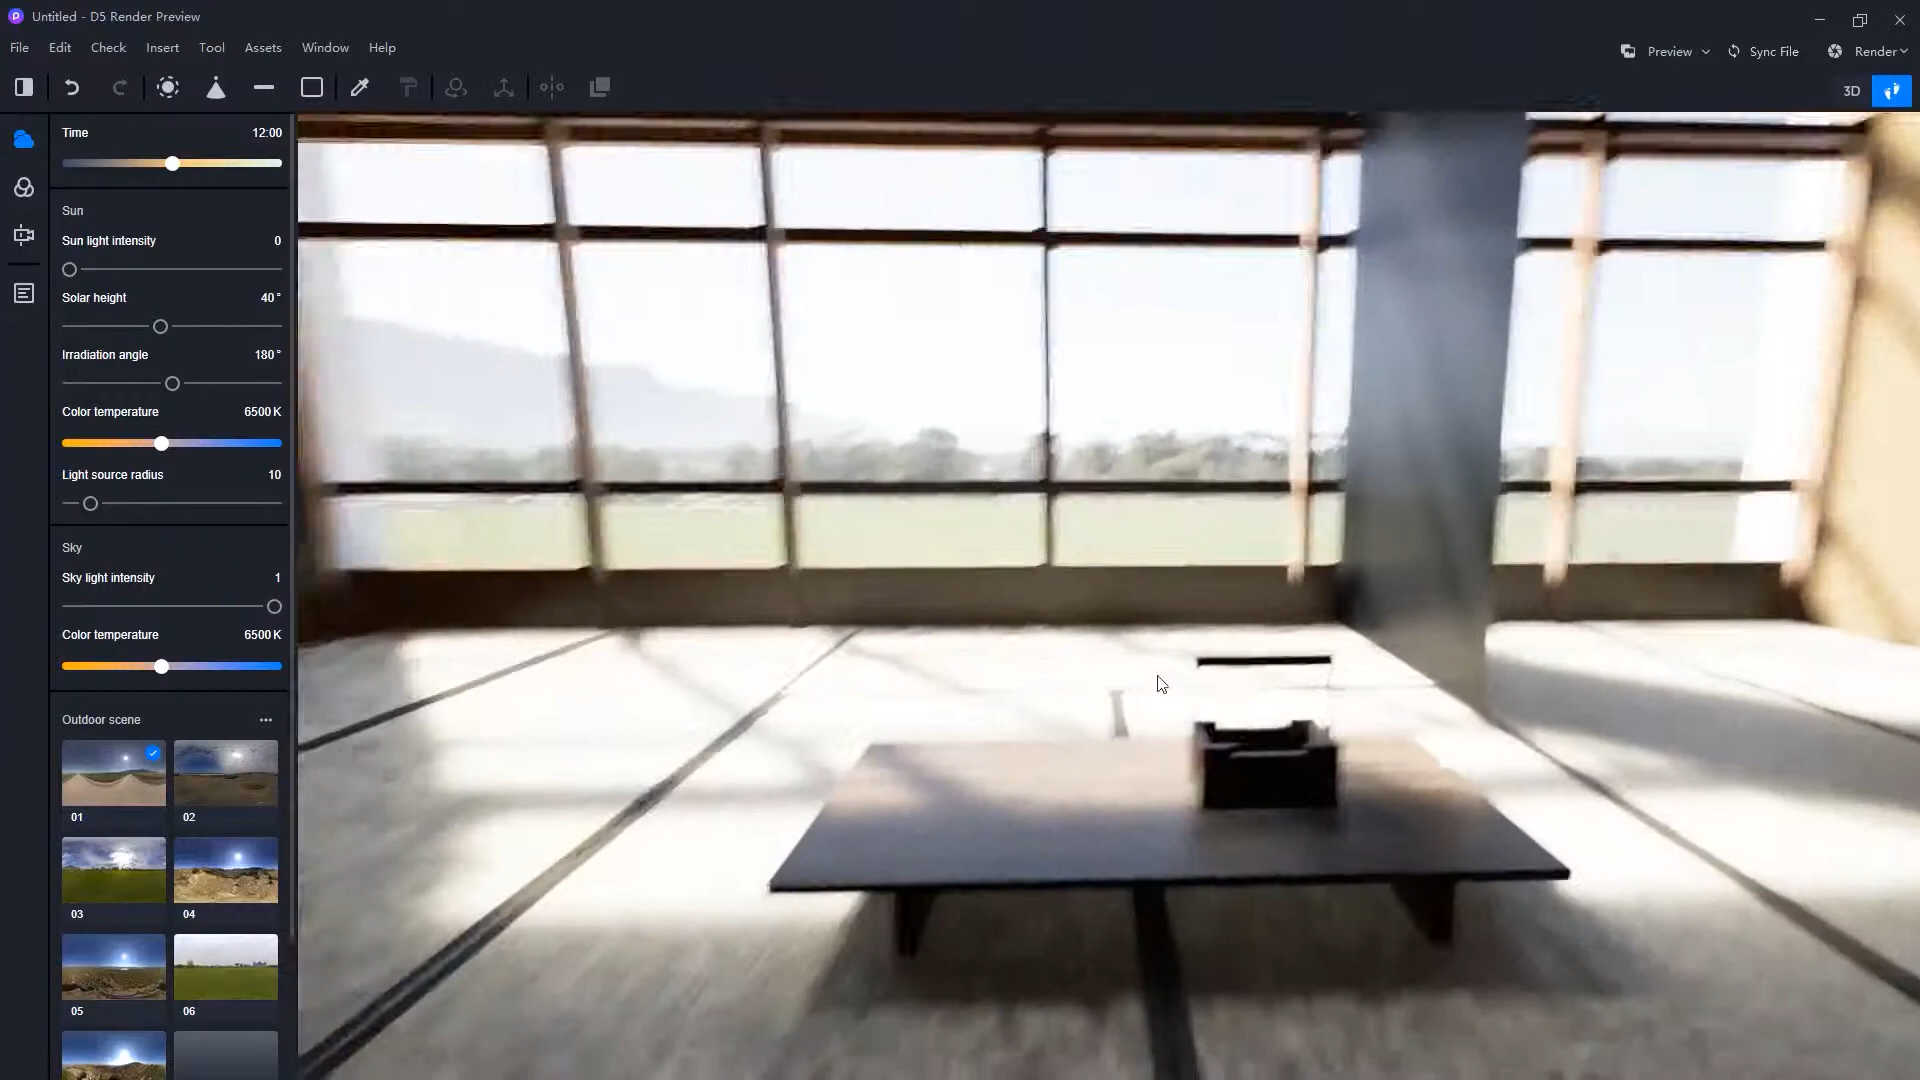 Untitled - D5 Render Preview
File Edit Check Insert Tool Assets Window Help
Preview Sync File Render
3D
Time 12:00
Sun
Sun light intensity 0
Solar height 40°
Irradiation angle 180°
Color temperature 6500 K
Light source radius 10
Sky
Sky light intensity 1
Color temperature 6500 K
Outdoor scene
01 02
03 04
05 06